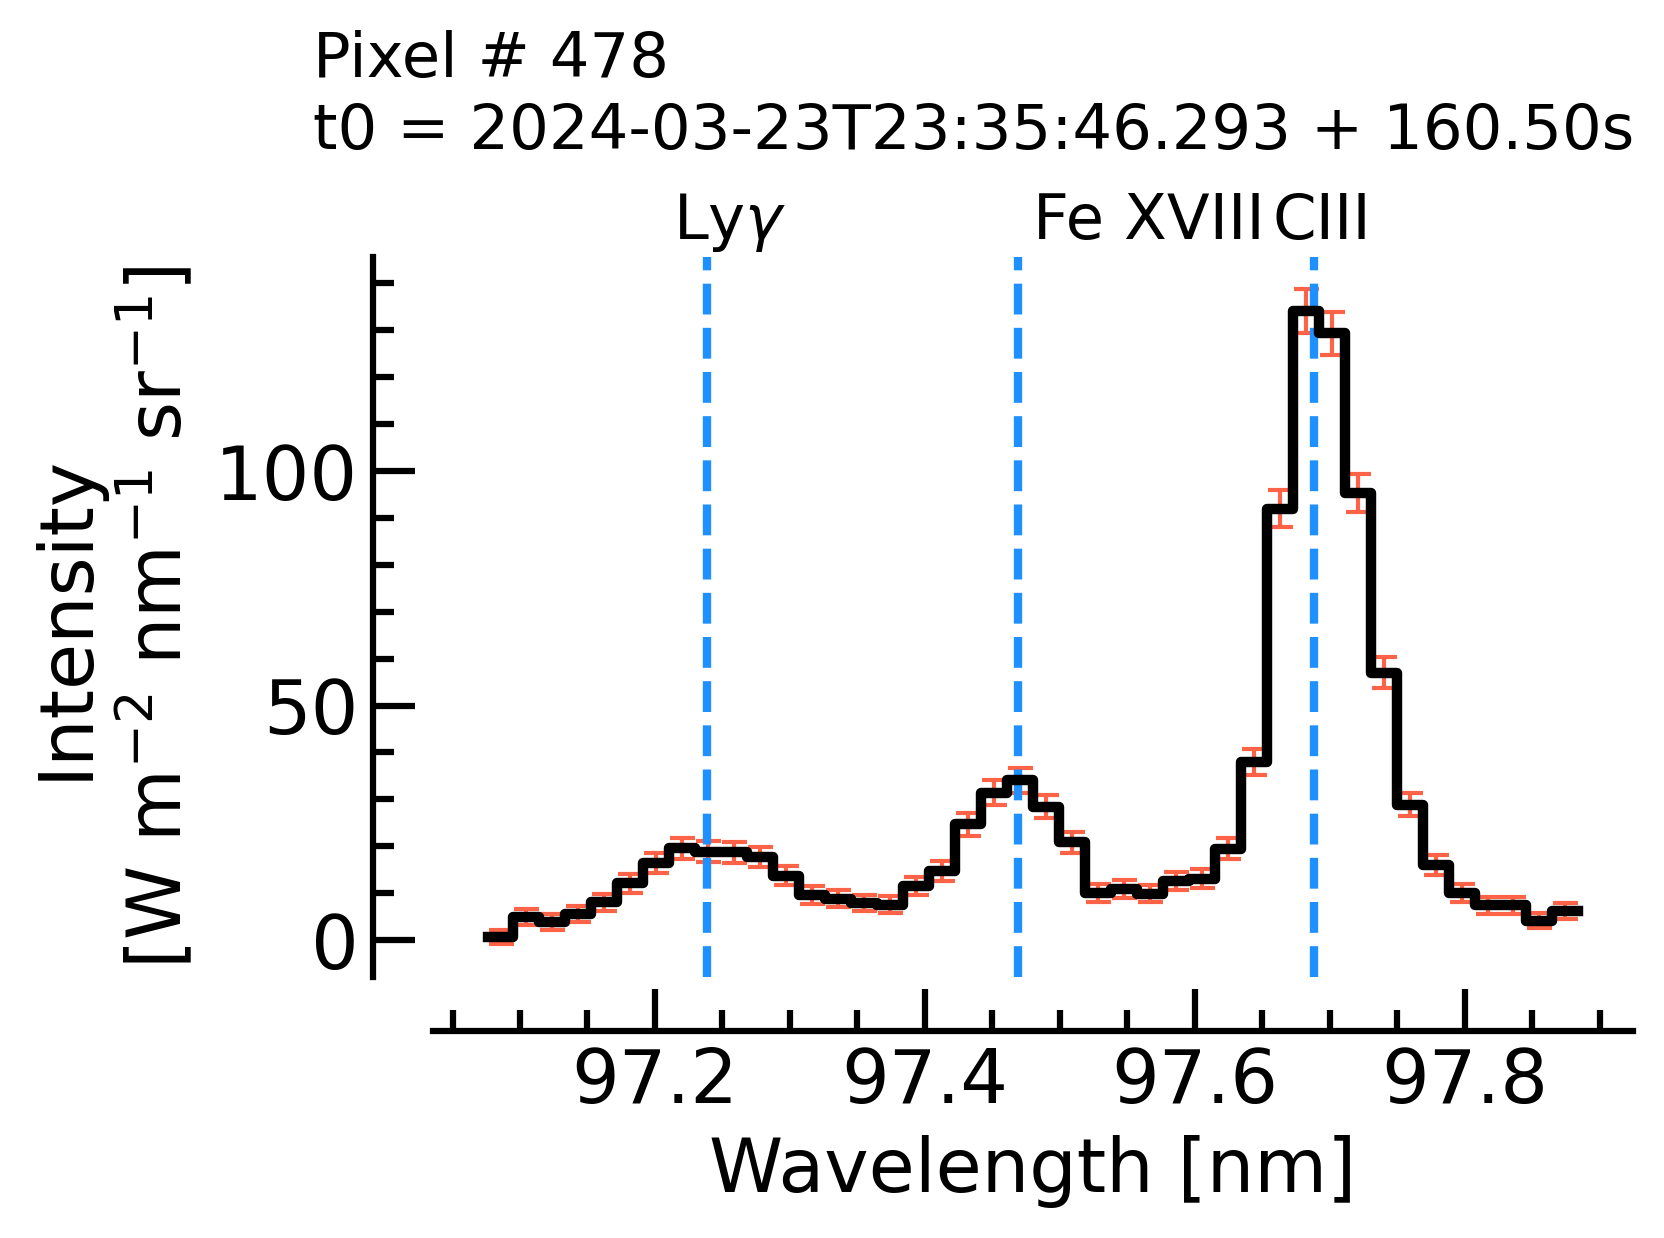 Pixel # 478
t0 = 2024-03-23T23:35:46.293 + 160.50s
Lyγ Fe XVIII CIII
Intensity
[W m⁻² nm⁻¹ sr⁻¹]
100
50
0
97.2 97.4 97.6 97.8
Wavelength [nm]